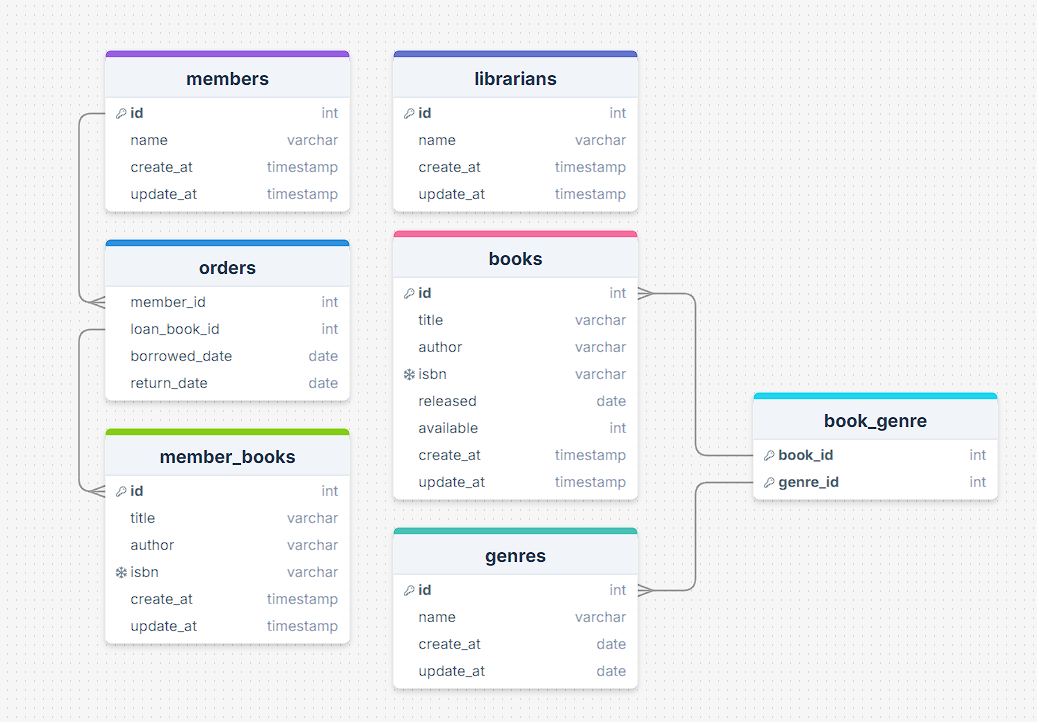 members
id int
name varchar
create_at timestamp
update_at timestamp
librarians
id int
name varchar
create_at timestamp
update_at timestamp
orders
member_id int
loan_book_id int
borrowed_date date
return_date date
books
id int
title varchar
author varchar
isbn varchar
released date
available int
create_at timestamp
update_at timestamp
member_books
id int
title varchar
author varchar
isbn varchar
create_at timestamp
update_at timestamp
genres
id int
name varchar
create_at date
update_at date
book_genre
book_id int
genre_id int